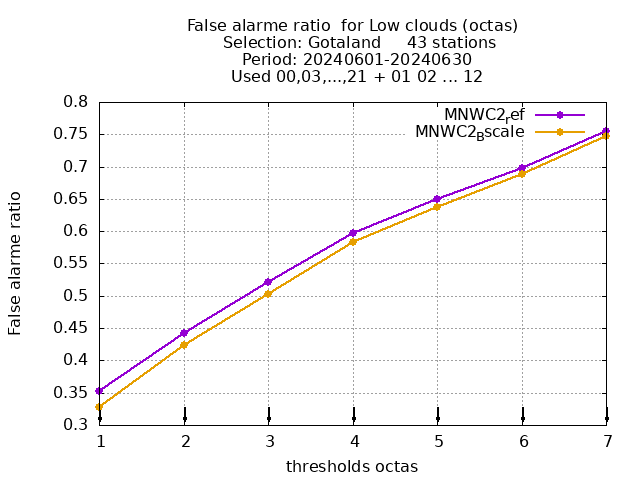 False alarme ratio  for Low clouds (octas)
Selection: Gotaland     43 stations
Period: 20240601-20240630
Used 00,03,...,21 + 01 02 ... 12
MNWC2_ref
MNWC2_Bscale
0.8
0.75
0.7
0.65
0.6
0.55
0.5
0.45
0.4
0.35
0.3
False alarme ratio
1 2 3 4 5 6 7
thresholds octas